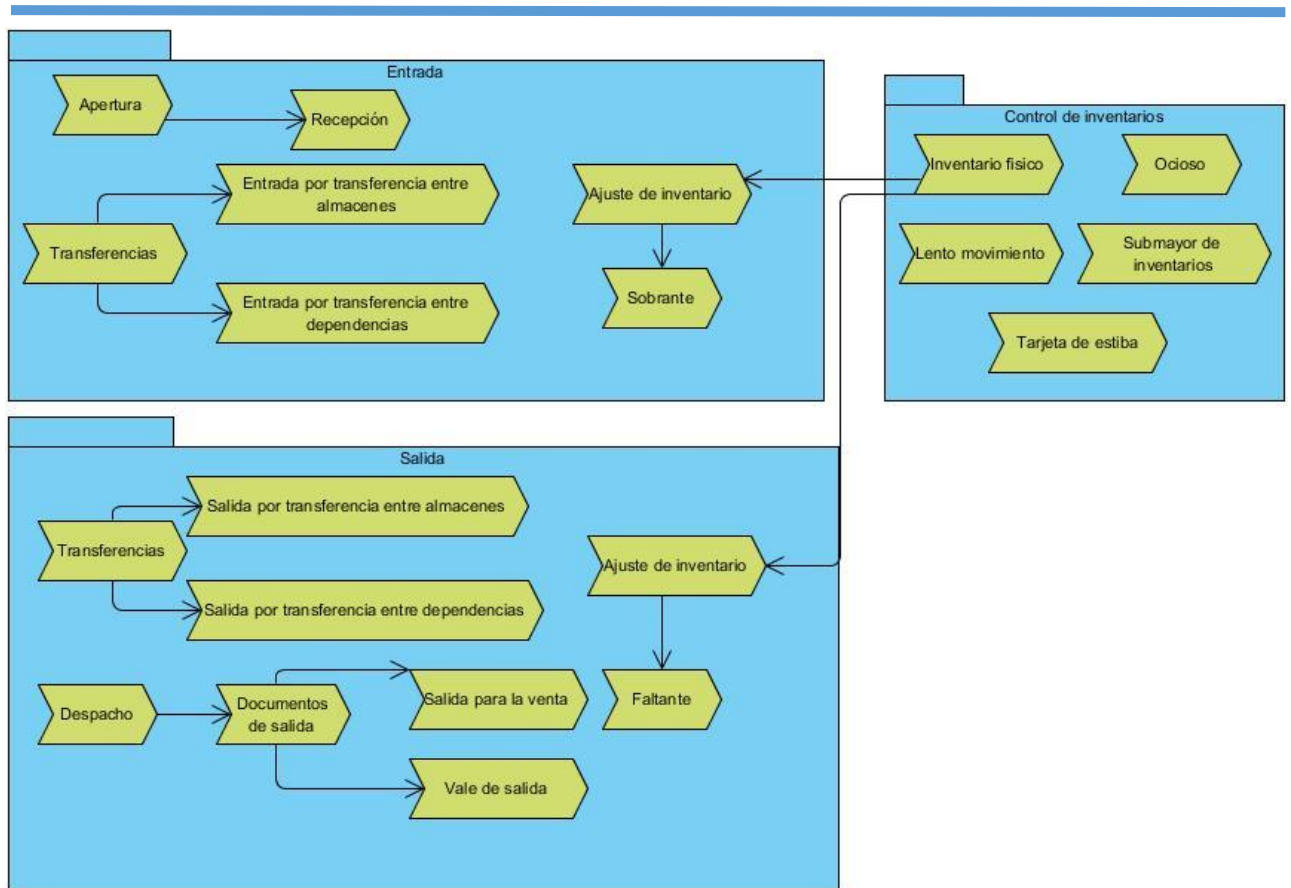 Entrada
Apertura
Recepción
Entrada por transferencia entre
almacenes
Transferencias
Entrada por transferencia entre
dependencias
Ajuste de inventario
Sobrante
Control de inventarios
Inventario fisico
Ocioso
Lento movimiento
Submayor de
inventarios
Tarjeta de estiba
Salida
Salida por transferencia entre almacenes
Transferencias
Salida por transferencia entre dependencias
Ajuste de inventario
Despacho
Documentos
de salida
Salida para la venta
Faltante
Vale de salida